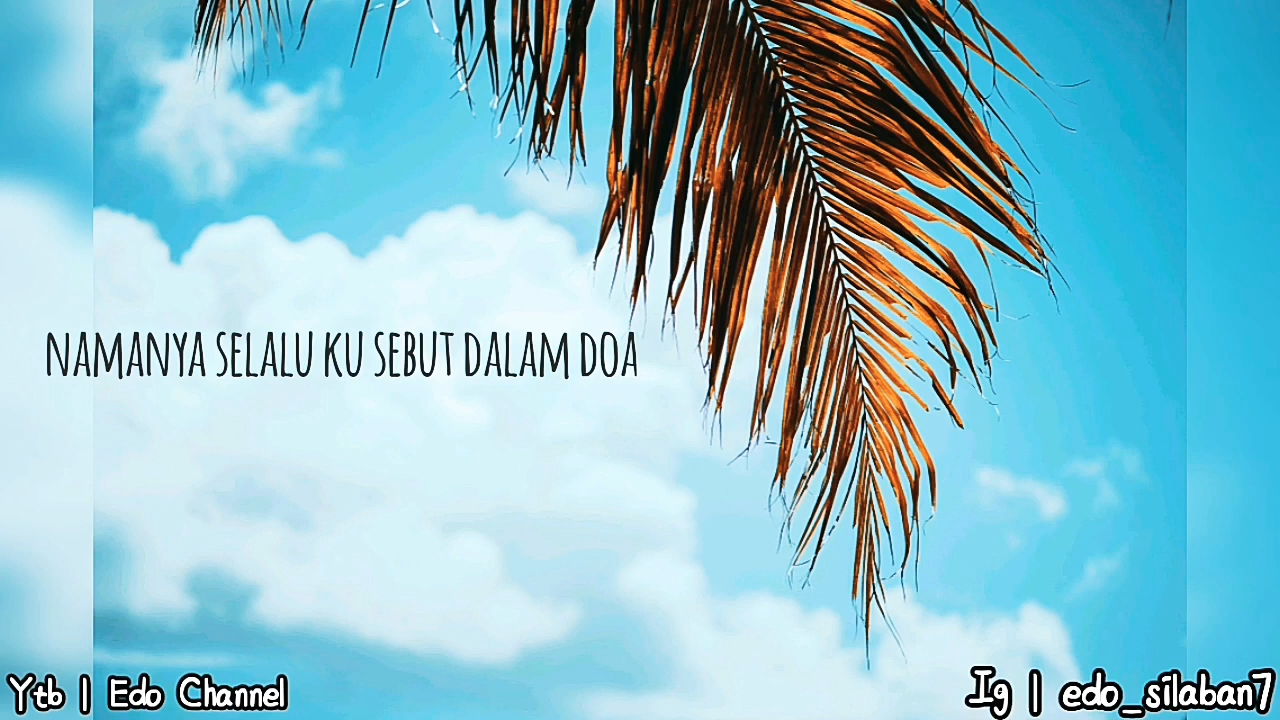 NAMANYA SELALU KU SEBUT DALAM DOA
Ytb | Edo Channel
Ig | edo_silaban7